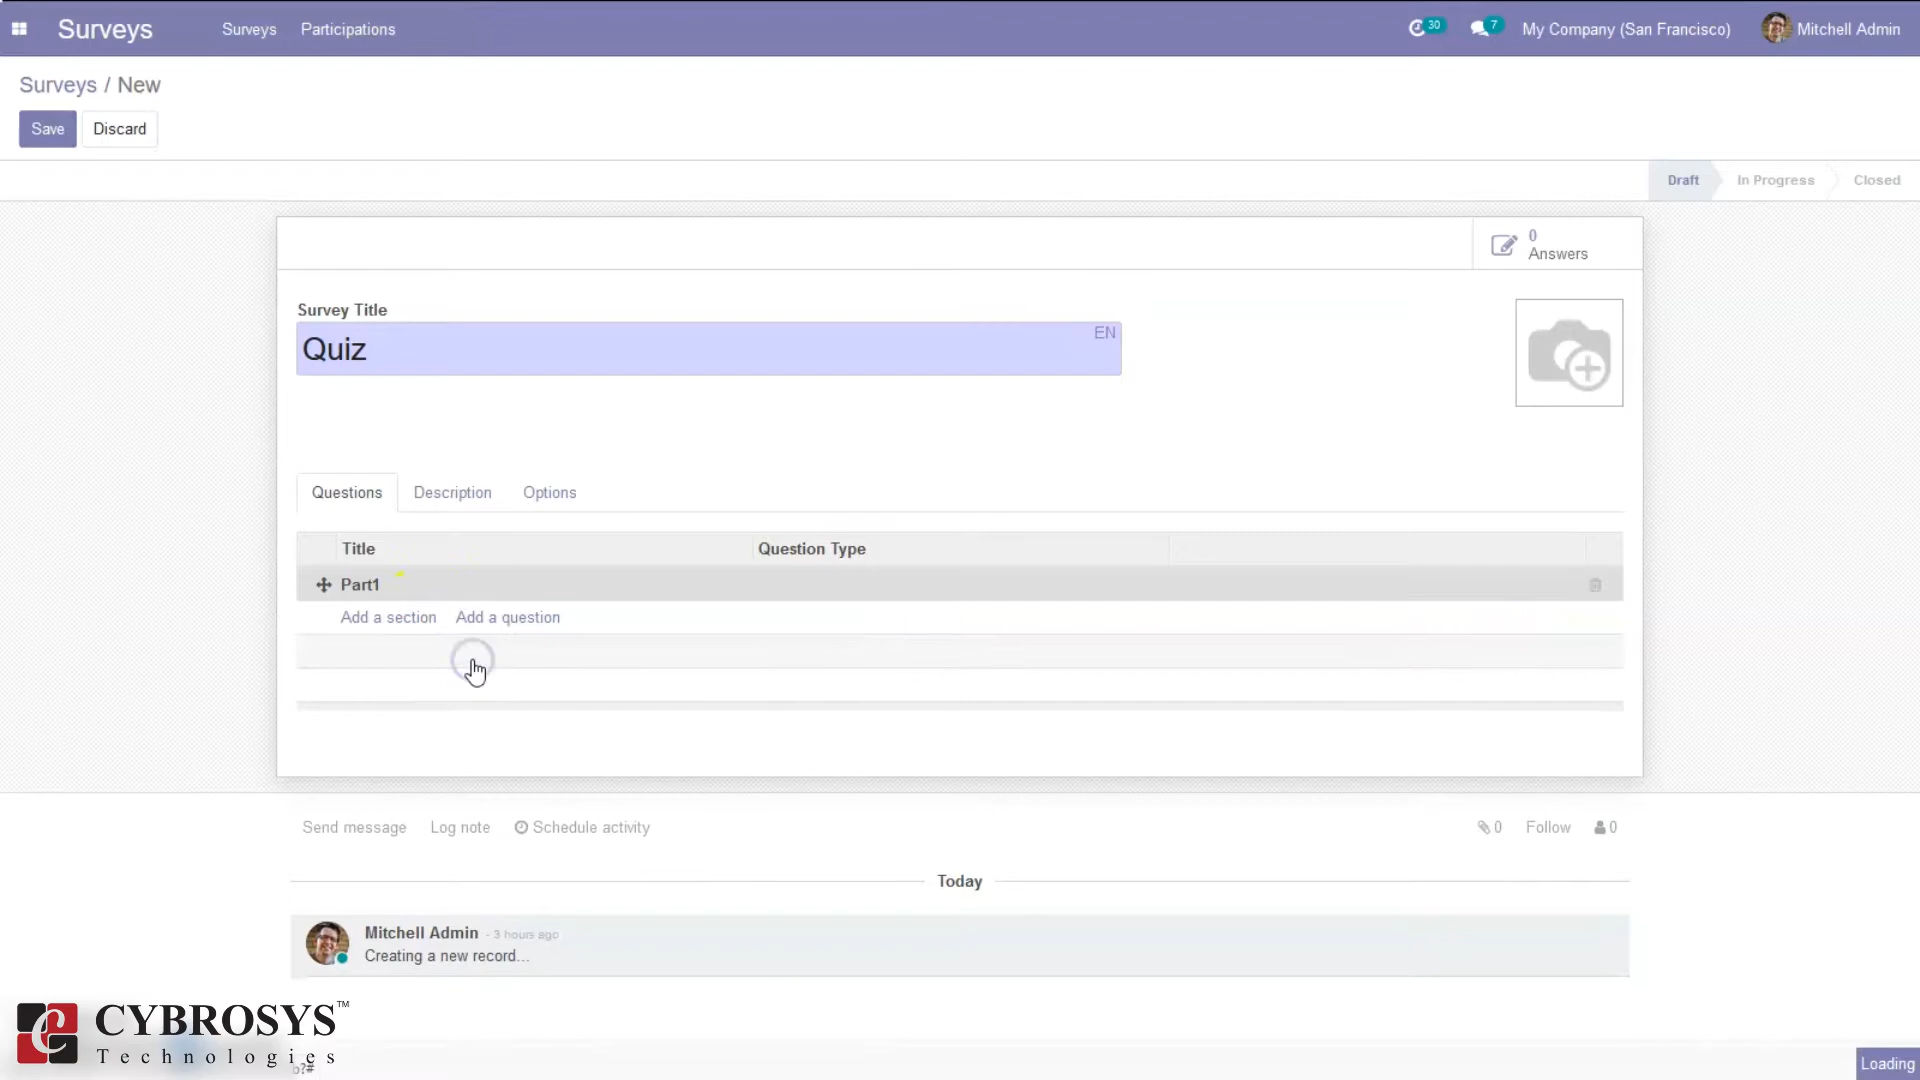 Surveys Surveys Participations 30 7 My Company (San Francisco) Mitchell Admin
Surveys / New
Save Discard
Draft In Progress Closed
0
Answers
Survey Title
Quiz EN
Questions Description Options
Title Question Type
Part1
Add a section Add a question
Send message Log note Schedule activity 0 Follow 0
Today
Mitchell Admin - 3 hours ago
Creating a new record...
CYBROSYS™
Technologies
Loading